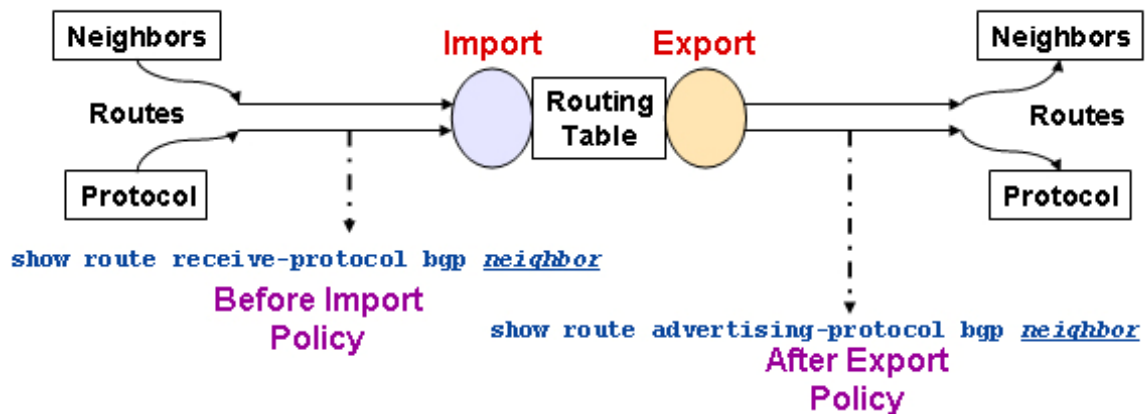 Neighbors
Import
Export
Neighbors
Routes
Routing
Table
Routes
Protocol
Protocol
show route receive-protocol bgp neighbor
Before Import
Policy
show route advertising-protocol bgp neighbor
After Export
Policy